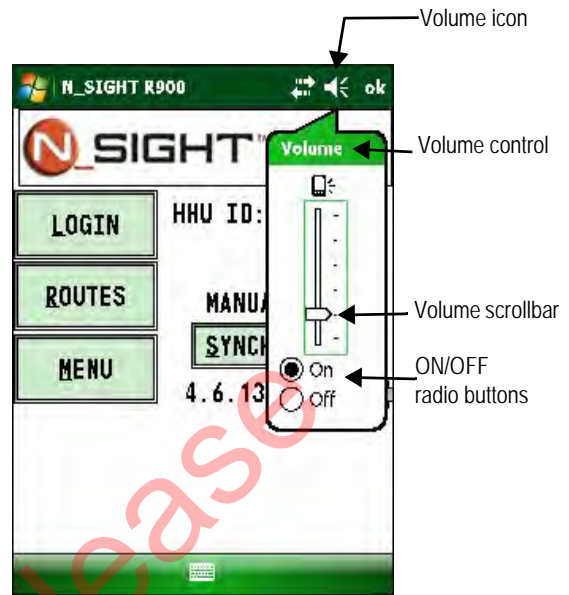 Volume icon
N_SIGHT R900
ok
N_SIGHT™
Volume
Volume control
LOGIN
HHU ID:
ROUTES
MANUA
Volume scrollbar
SYNCH
MENU
On
ON/OFF
radio buttons
4.6.13
Off
lease